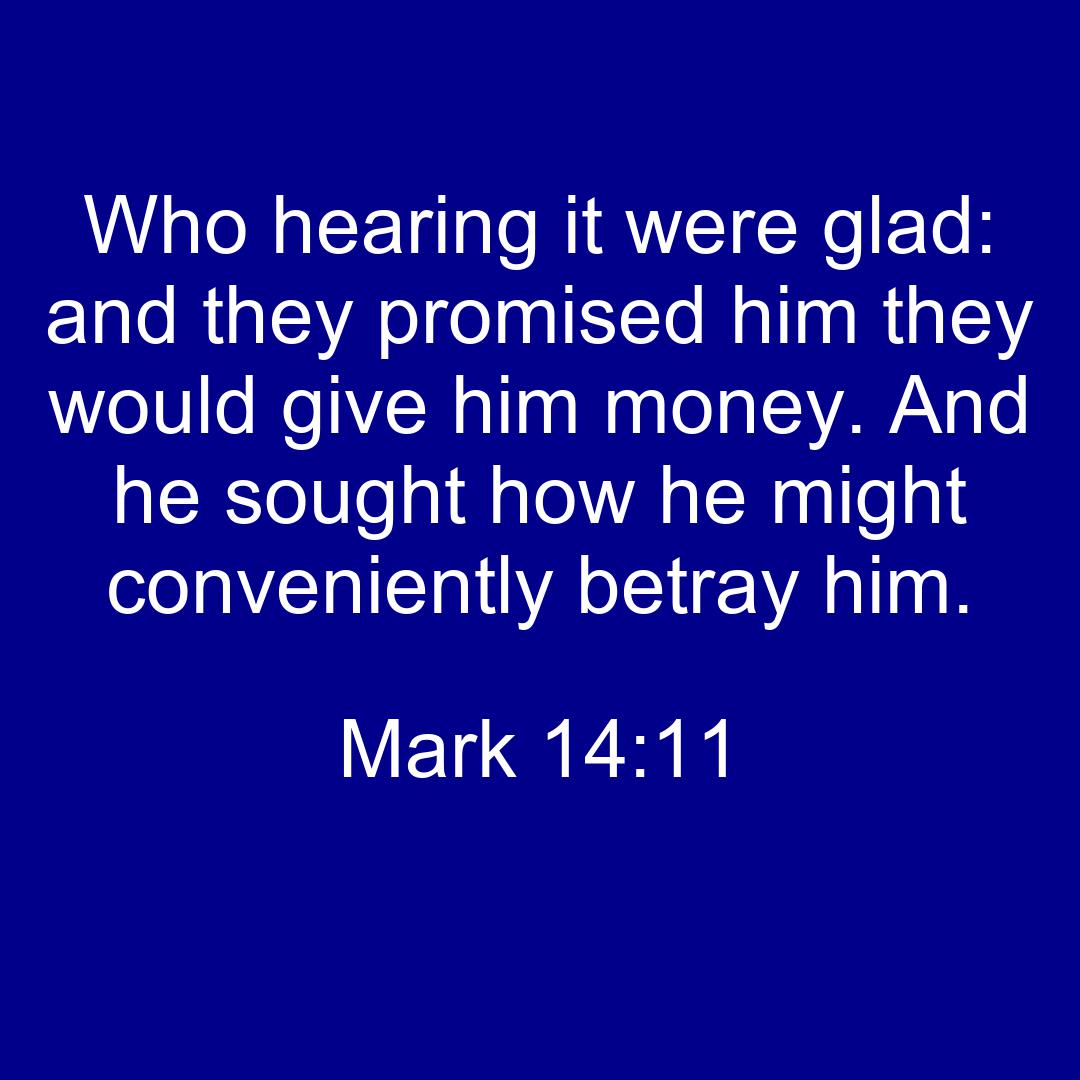 Who hearing it were glad:
and they promised him they
would give him money. And
he sought how he might
conveniently betray him.
Mark 14:11